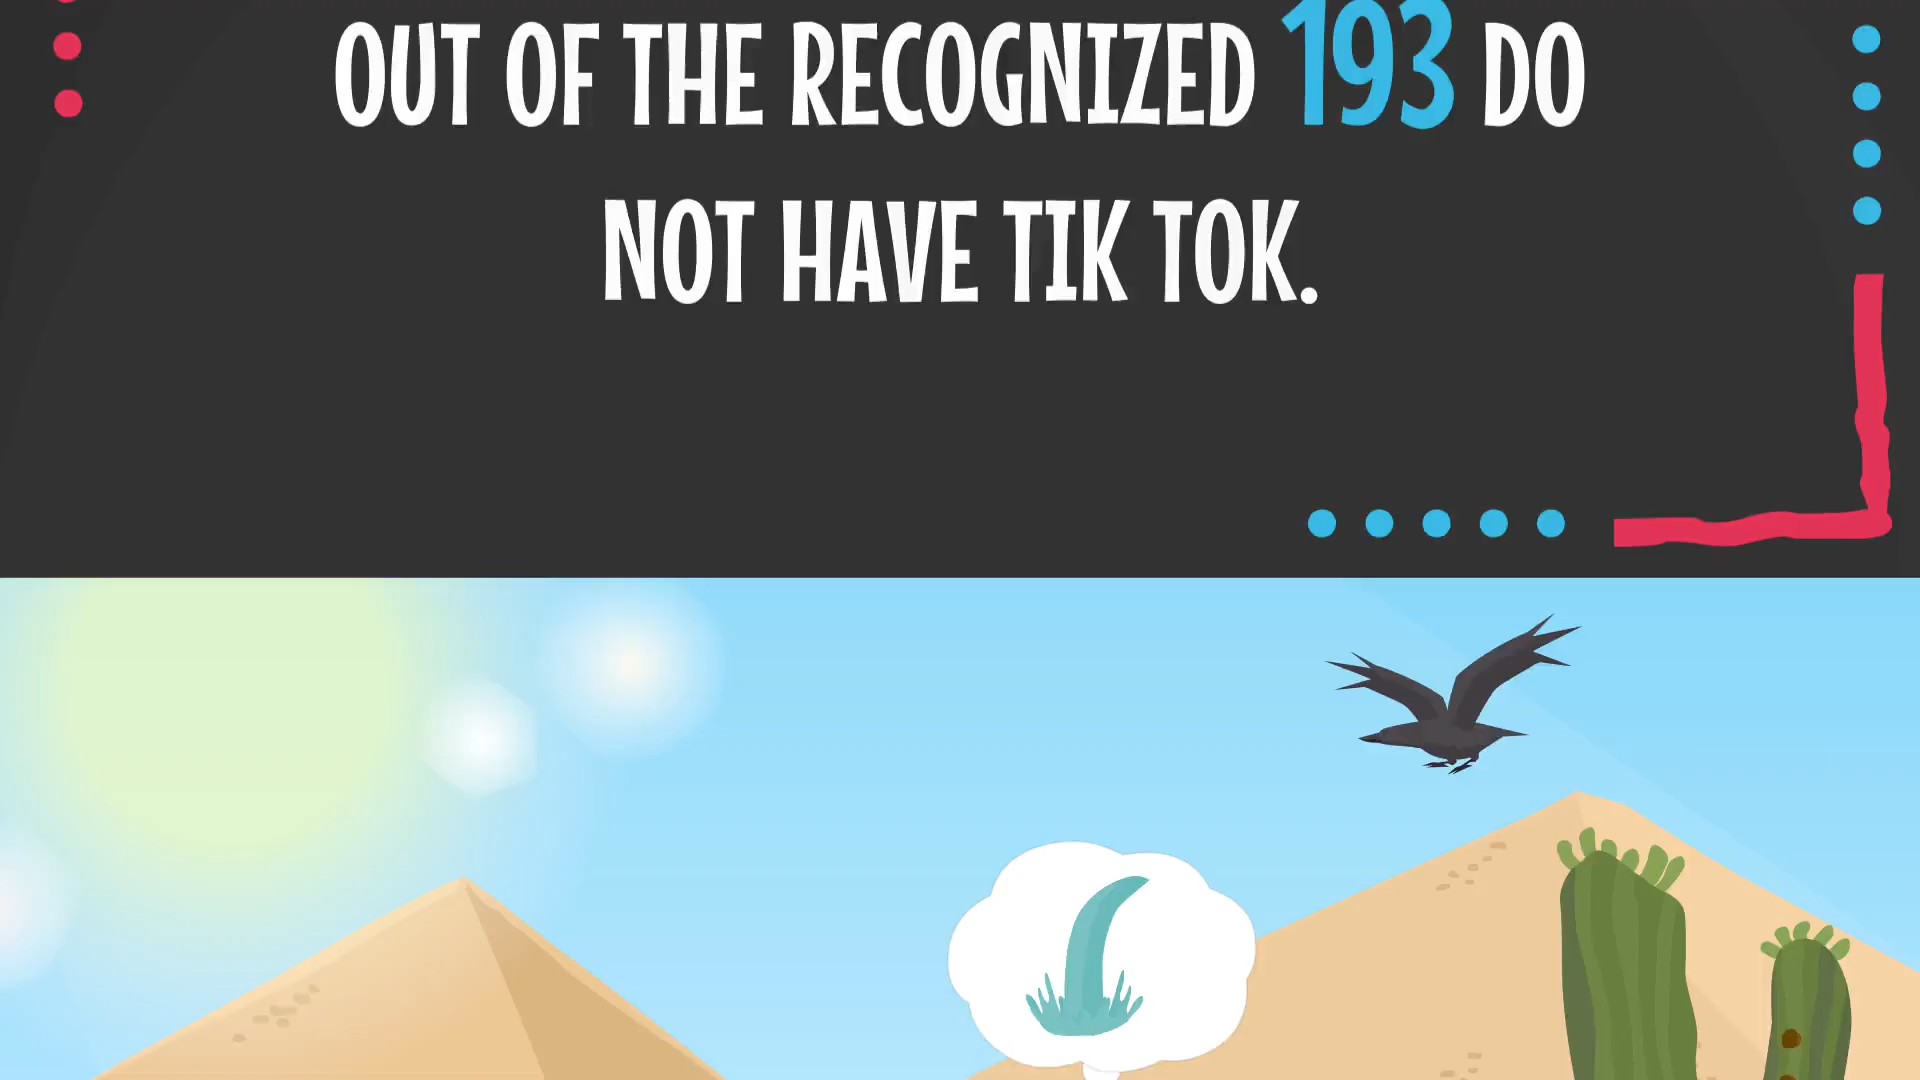 OUT OF THE RECOGNIZED 193 DO
NOT HAVE TIK TOK.